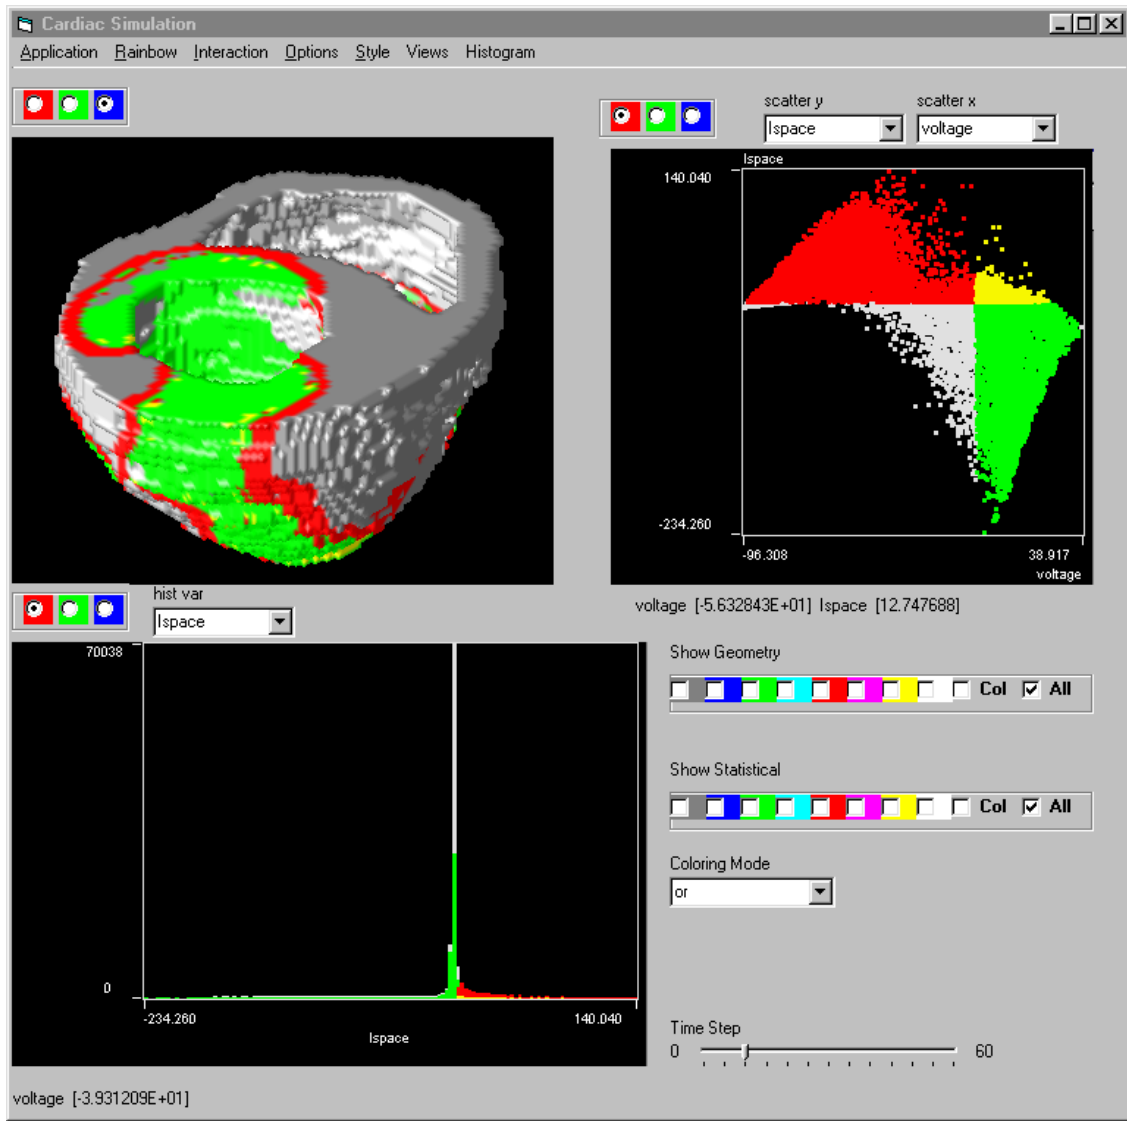 Cardiac Simulation
Application Rainbow Interaction Options Style Views Histogram
scatter y scatter x
Ispace voltage
Ispace
140.040
-234.260
-96.308 38.917
voltage
hist var
Ispace
voltage [-5.632843E+01] Ispace [12.747688]
70038
0
-234.260 140.040
Ispace
Show Geometry
Col All
Show Statistical
Col All
Coloring Mode
or
Time Step
0 60
voltage [-3.931209E+01]